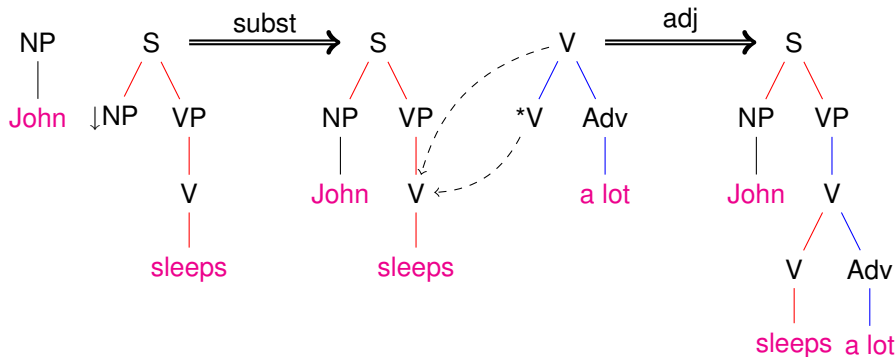 subst
adj
NP S S V S
John ↓NP VP NP VP *V Adv NP VP
V John V a lot John V
sleeps sleeps V Adv
sleeps a lot